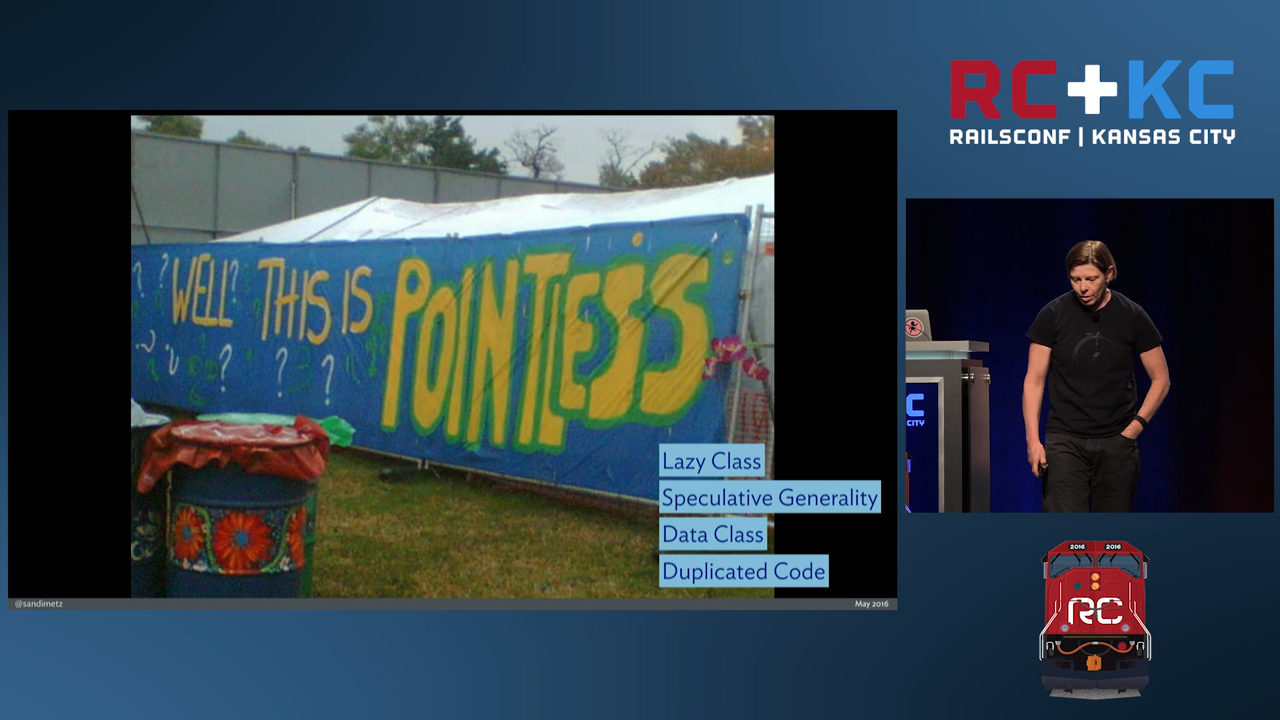 RC+KC
RAILSCONF | KANSAS CITY
? ? WELL? THIS IS POINTLESS
? ? ?
Lazy Class
Speculative Generality
Data Class
Duplicated Code
@sandimetz
May 2016
C
CITY
2016 2016
RC